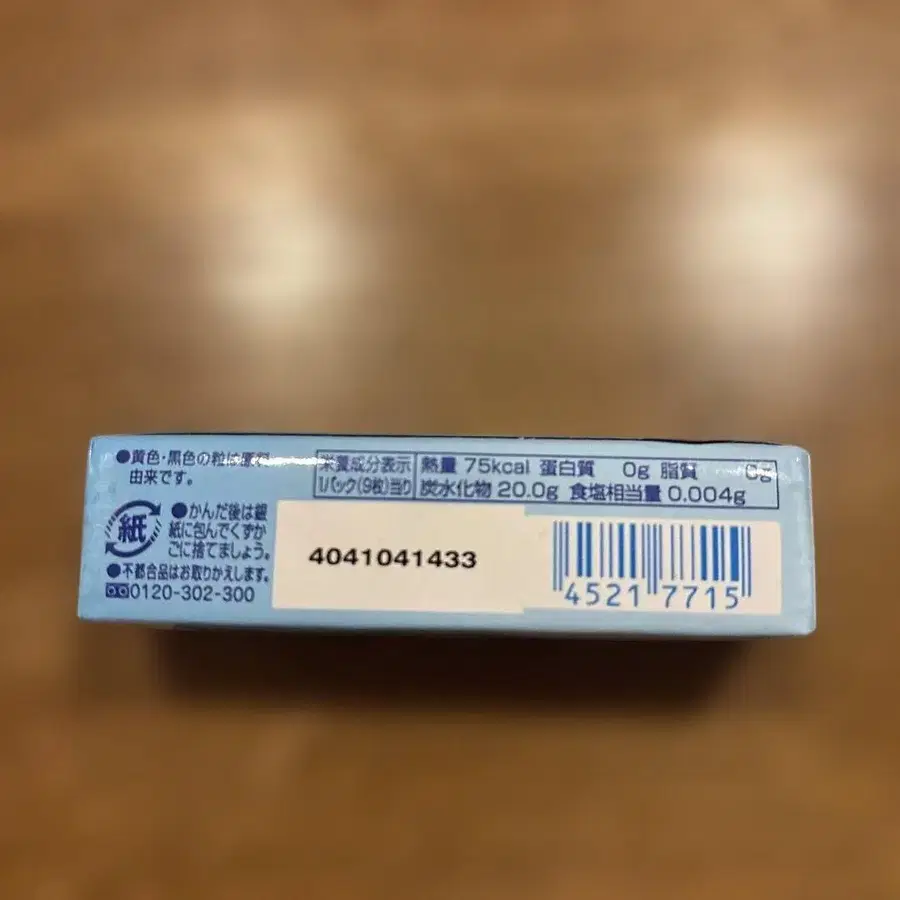 ●黄色・黒色の粒は原料
由来です。
紙
●かんだ後は銀
紙に包んでくずか
ごに捨てましょう。
●不都合品はお取りかえします。
0120-302-300
栄養成分表示
1パック(9枚)当り
熱量 75kcal 蛋白質 0g 脂質 0g
炭水化物 20.0g 食塩相当量 0.004g
4041041433
4521 7715